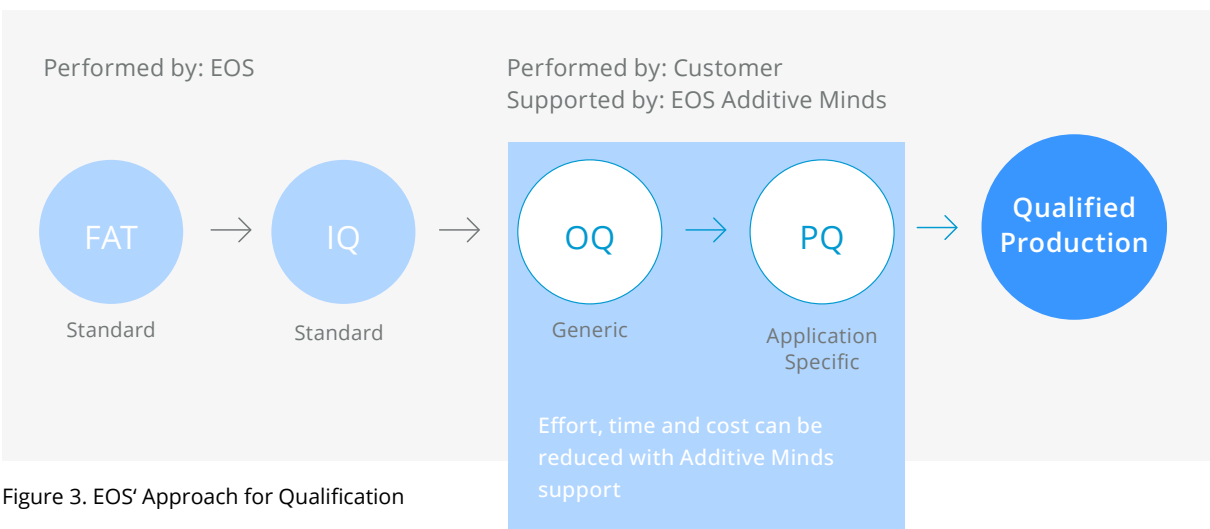 Performed by: EOS
Performed by: Customer
Supported by: EOS Additive Minds
FAT
IQ
OQ
PQ
Qualified
Production
Standard
Standard
Generic
Application
Specific
Effort, time and cost can be
reduced with Additive Minds
support
Figure 3. EOS‘ Approach for Qualification